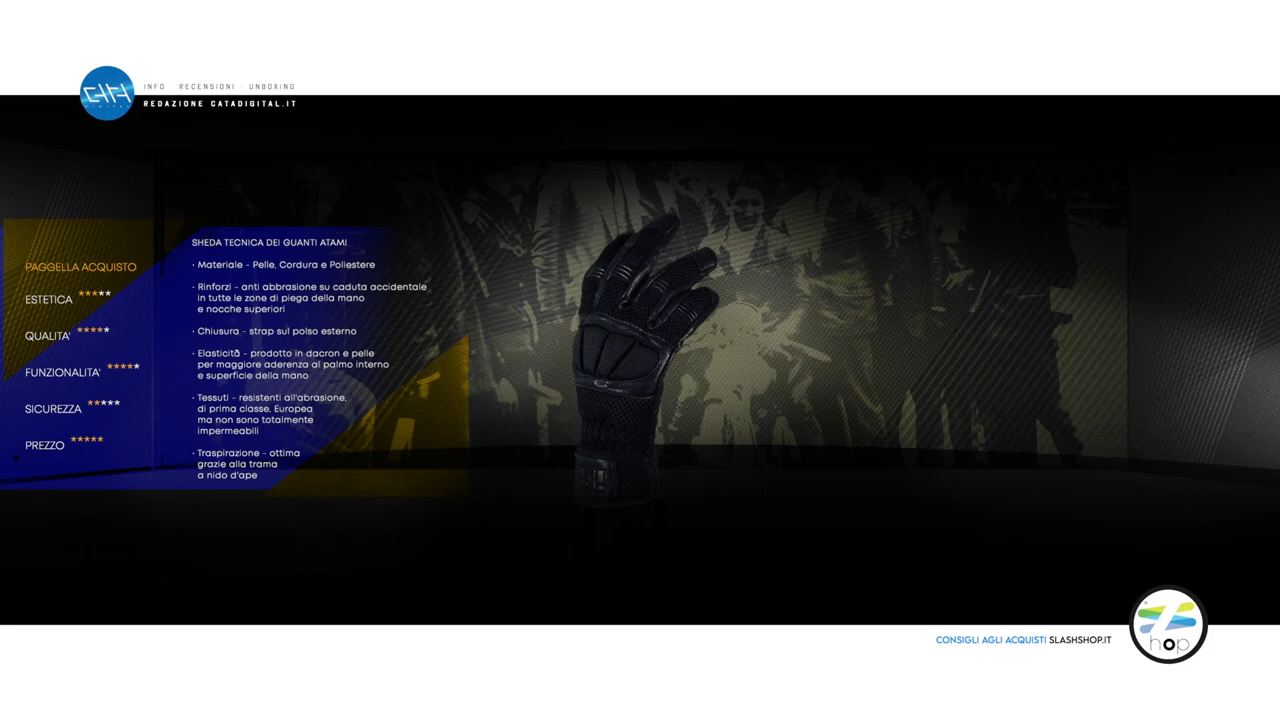 CATA
DIGITAL
INFO · RECENSIONI · UNBOXING
REDAZIONE CATADIGITAL.IT
PAGGELLA ACQUISTO
ESTETICA *****
QUALITA' *****
FUNZIONALITA' *****
SICUREZZA *****
PREZZO *****
SHEDA TECNICA DEI GUANTI ATAMI
· Materiale - Pelle, Cordura e Poliestere
· Rinforzi - anti abbrasione su caduta accidentale
in tutte le zone di piega della mano
e nocche superiori
· Chiusura - strap sul polso esterno
· Elasticità - prodotto in dacron e pelle
per maggiore aderenza al palmo interno
e superficie della mano
· Tessuti - resistenti all'abrasione,
di prima classe, Europea
ma non sono totalmente
impermeabili
· Traspirazione - ottima
grazie alla trama
a nido d'ape
CONSIGLI AGLI ACQUISTI SLASHSHOP.IT
hop